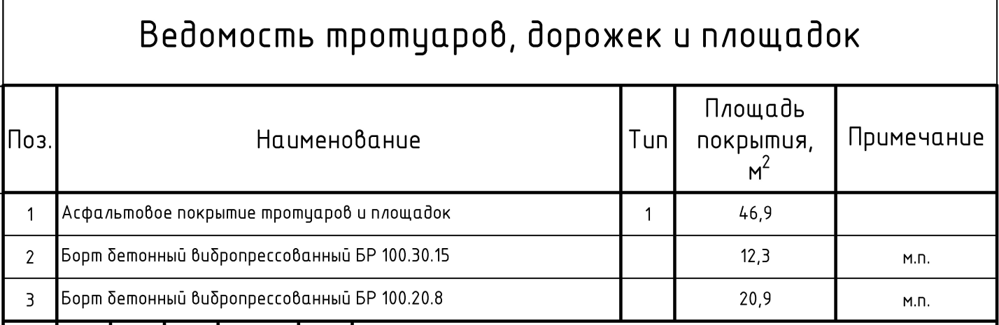 Ведомость тротуаров, дорожек и площадок
Поз. Наименование Тип Площадь покрытия, м² Примечание
1 Асфальтовое покрытие тротуаров и площадок 1 46,9
2 Борт бетонный вибропрессованный БР 100.30.15 12,3 м.п.
3 Борт бетонный вибропрессованный БР 100.20.8 20,9 м.п.